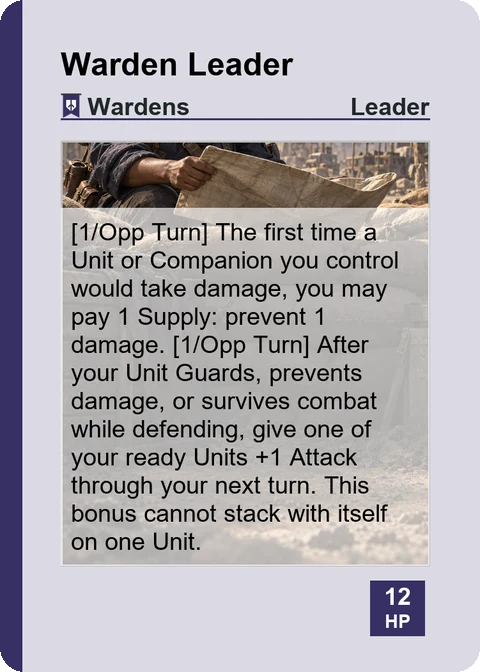 Warden Leader
Wardens Leader
[1/Opp Turn] The first time a
Unit or Companion you control
would take damage, you may
pay 1 Supply: prevent 1
damage. [1/Opp Turn] After
your Unit Guards, prevents
damage, or survives combat
while defending, give one of
your ready Units +1 Attack
through your next turn. This
bonus cannot stack with itself
on one Unit.
12
HP